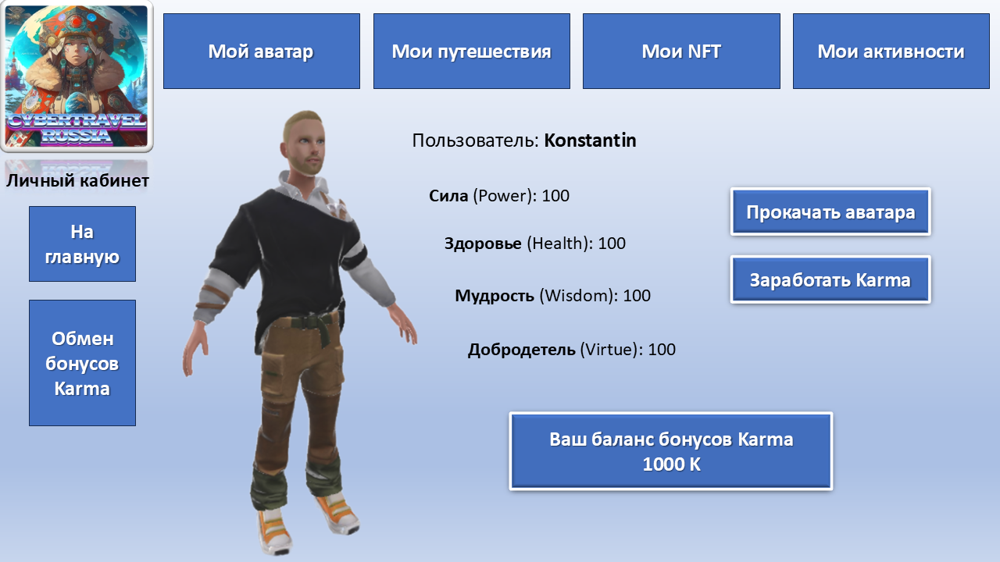 Мой аватар
Мои путешествия
Мои NFT
Мои активности
CYBERTRAVEL
RUSSIA
Личный кабинет
На
главную
Обмен
бонусов
Karma
Пользователь: Konstantin
Сила (Power): 100
Здоровье (Health): 100
Мудрость (Wisdom): 100
Добродетель (Virtue): 100
Прокачать аватара
Заработать Karma
Ваш баланс бонусов Karma
1000 K